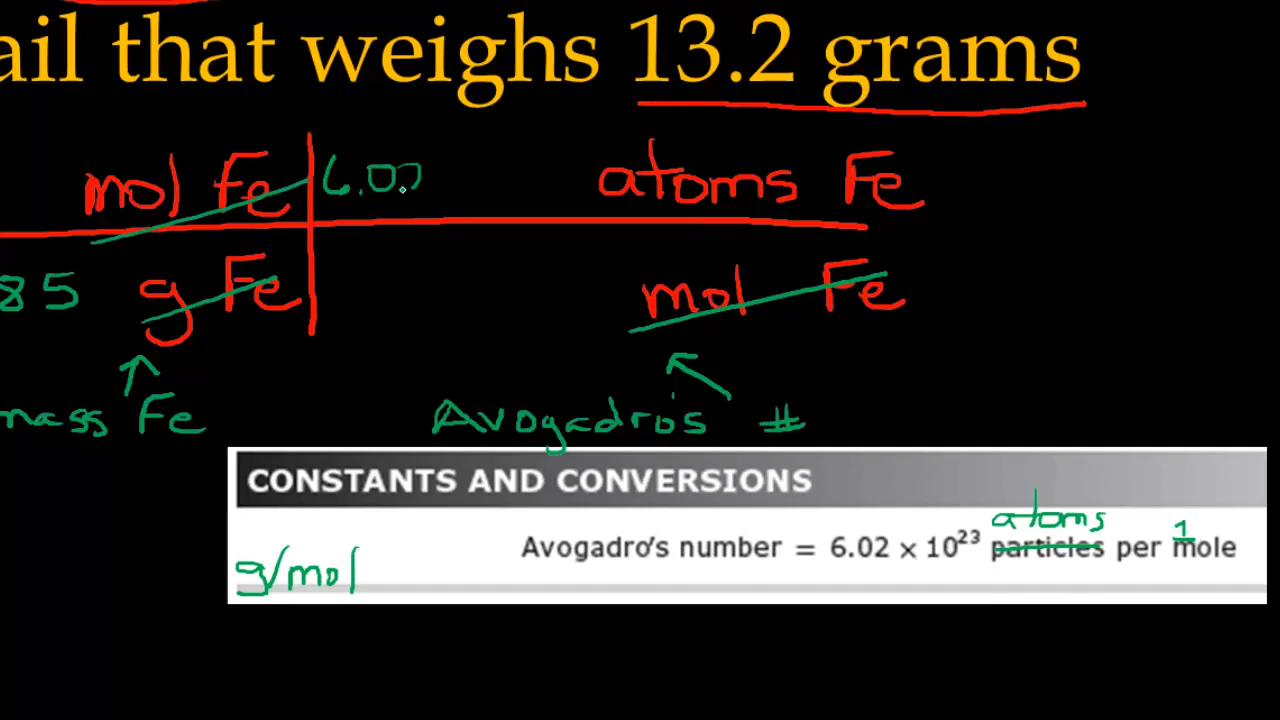 ail that weighs 13.2 grams
mol Fe 6.02 atoms Fe
85 g Fe mol Fe
mass Fe Avogadro's #
CONSTANTS AND CONVERSIONS
atoms 1
Avogadro's number = 6.02 × 10²³ particles per mole
g/mol